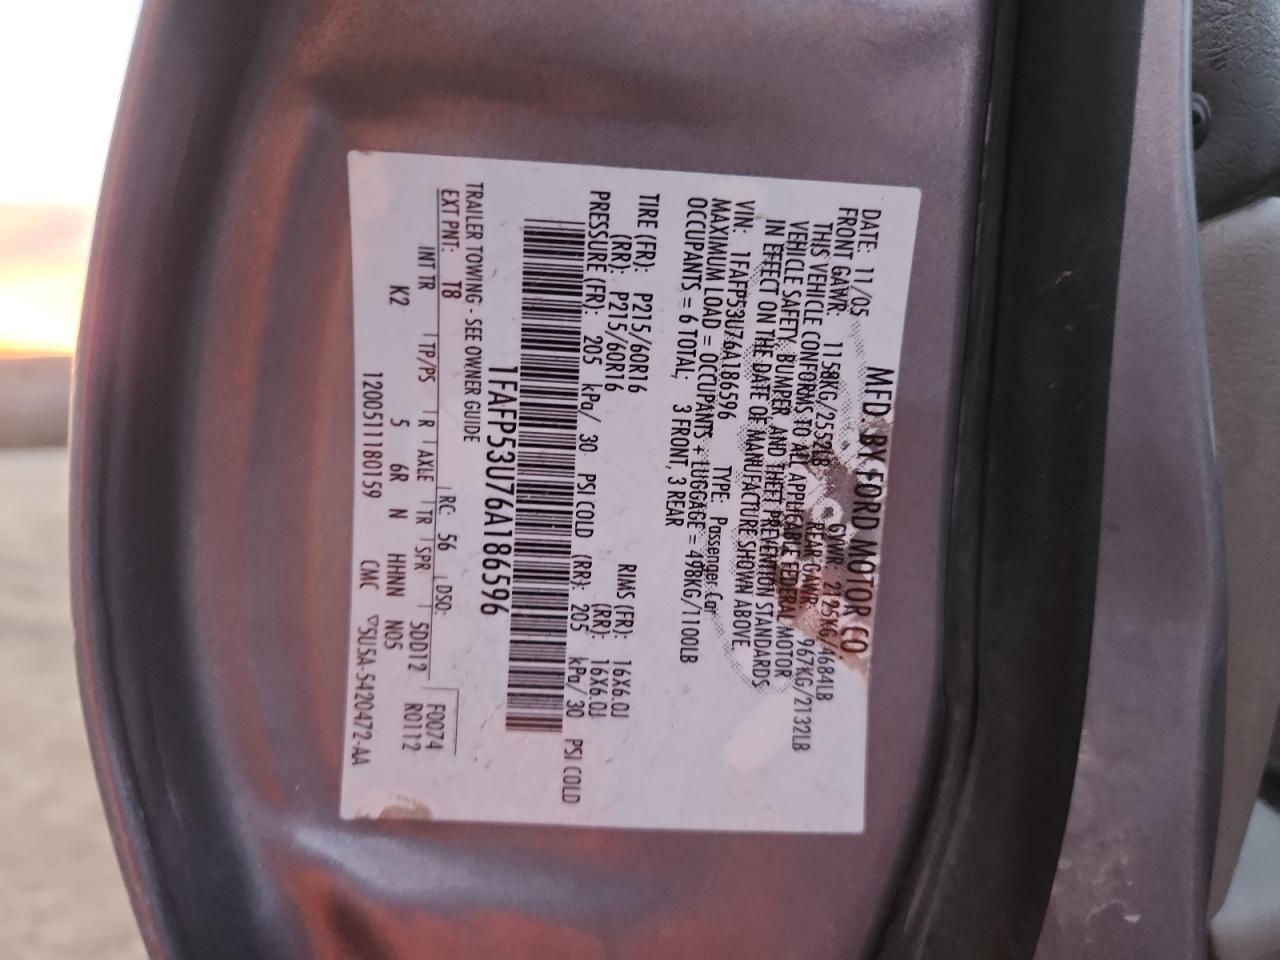 MFD. BY FORD MOTOR CO
DATE: 11/05 GVWR: 2125KG/4684LB
FRONT GAWR: 1158KG/2552LB REAR GAWR: 967KG/2132LB
THIS VEHICLE CONFORMS TO ALL APPLICABLE FEDERAL MOTOR
VEHICLE SAFETY, BUMPER, AND THEFT PREVENTION STANDARDS
IN EFFECT ON THE DATE OF MANUFACTURE SHOWN ABOVE
VIN: 1FAFP53U76A186596 TYPE: Passenger Car
MAXIMUM LOAD = OCCUPANTS + LUGGAGE = 498KG/1100LB
OCCUPANTS = 6 TOTAL; 3 FRONT, 3 REAR
TIRE (FR): P215/60R16 RIMS (FR): 16X6.0J
(RR): P215/60R16 (RR): 16X6.0J
PRESSURE (FR): 205 kPa/ 30 PSI COLD (RR): 205 kPa/ 30 PSI COLD
1FAFP53U76A186596
TRAILER TOWING - SEE OWNER GUIDE
EXT PNT: T8 RC: 56 DSO: F0074
INT TR TP/PS R AXLE TR SPR 5DD12 R0112
K2 5 6R N HHNN N05
1200511180159 CMC ▽SU5A-5420472-AA